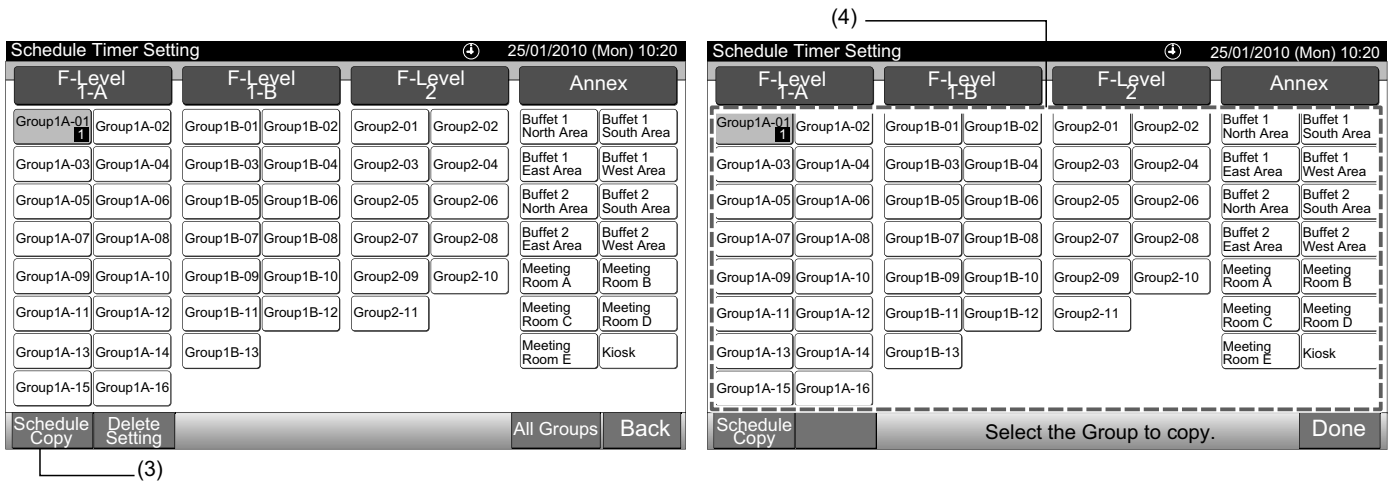 (4)
Schedule Timer Setting 25/01/2010 (Mon) 10:20
F-Level 1-A
F-Level 1-B
F-Level 2
Annex
Group1A-01 1 Group1A-02 Group1B-01 Group1B-02 Group2-01 Group2-02 Buffet 1 North Area Buffet 1 South Area
Group1A-03 Group1A-04 Group1B-03 Group1B-04 Group2-03 Group2-04 Buffet 1 East Area Buffet 1 West Area
Group1A-05 Group1A-06 Group1B-05 Group1B-06 Group2-05 Group2-06 Buffet 2 North Area Buffet 2 South Area
Group1A-07 Group1A-08 Group1B-07 Group1B-08 Group2-07 Group2-08 Buffet 2 East Area Buffet 2 West Area
Group1A-09 Group1A-10 Group1B-09 Group1B-10 Group2-09 Group2-10 Meeting Room A Meeting Room B
Group1A-11 Group1A-12 Group1B-11 Group1B-12 Group2-11 Meeting Room C Meeting Room D
Group1A-13 Group1A-14 Group1B-13 Meeting Room E Kiosk
Group1A-15 Group1A-16
Schedule Copy Delete Setting All Groups Back
(3)
Schedule Timer Setting 25/01/2010 (Mon) 10:20
F-Level 1-A
F-Level 1-B
F-Level 2
Annex
Group1A-01 1 Group1A-02 Group1B-01 Group1B-02 Group2-01 Group2-02 Buffet 1 North Area Buffet 1 South Area
Group1A-03 Group1A-04 Group1B-03 Group1B-04 Group2-03 Group2-04 Buffet 1 East Area Buffet 1 West Area
Group1A-05 Group1A-06 Group1B-05 Group1B-06 Group2-05 Group2-06 Buffet 2 North Area Buffet 2 South Area
Group1A-07 Group1A-08 Group1B-07 Group1B-08 Group2-07 Group2-08 Buffet 2 East Area Buffet 2 West Area
Group1A-09 Group1A-10 Group1B-09 Group1B-10 Group2-09 Group2-10 Meeting Room A Meeting Room B
Group1A-11 Group1A-12 Group1B-11 Group1B-12 Group2-11 Meeting Room C Meeting Room D
Group1A-13 Group1A-14 Group1B-13 Meeting Room E Kiosk
Group1A-15 Group1A-16
Schedule Copy Select the Group to copy. Done